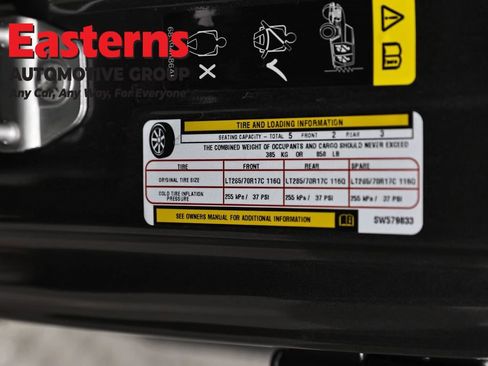 Easterns
AUTOMOTIVE GROUP
Any Car, Any Way, For Everyone
TIRE AND LOADING INFORMATION
SEATING CAPACITY - TOTAL 5 FRONT 2 REAR 3
THE COMBINED WEIGHT OF OCCUPANTS AND CARGO SHOULD NEVER EXCEED
385 KG OR 850 LB
TIRE FRONT REAR SPARE
ORIGINAL TIRE SIZE LT285/70R17C 116Q LT285/70R17C 116Q LT285/70R17C 116Q
COLD TIRE INFLATION PRESSURE 255 kPa / 37 PSI 255 kPa / 37 PSI 255 kPa / 37 PSI
SEE OWNERS MANUAL FOR ADDITIONAL INFORMATION SW579833